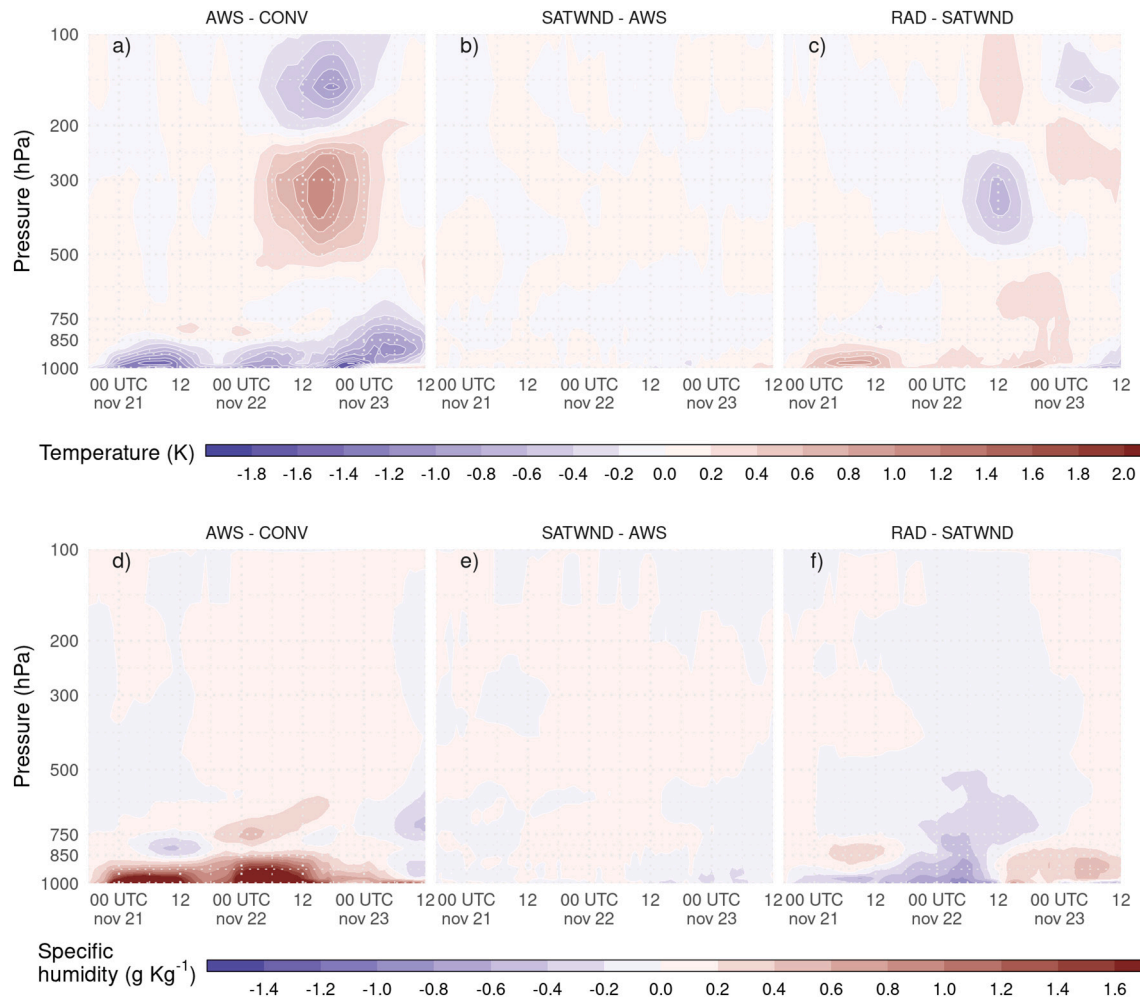 AWS - CONV SATWND - AWS RAD - SATWND
a) b) c)
Pressure (hPa)
100
200
300
500
750
850
1000
00 UTC 12 00 UTC 12 00 UTC 12 00 UTC 12 00 UTC 12 00 UTC 12 00 UTC 12 00 UTC 12 00 UTC 12
nov 21 nov 22 nov 23 nov 21 nov 22 nov 23 nov 21 nov 22 nov 23
Temperature (K)
-1.8 -1.6 -1.4 -1.2 -1.0 -0.8 -0.6 -0.4 -0.2 0.0 0.2 0.4 0.6 0.8 1.0 1.2 1.4 1.6 1.8 2.0
AWS - CONV SATWND - AWS RAD - SATWND
d) e) f)
Pressure (hPa)
100
200
300
500
750
850
1000
00 UTC 12 00 UTC 12 00 UTC 12 00 UTC 12 00 UTC 12 00 UTC 12 00 UTC 12 00 UTC 12 00 UTC 12
nov 21 nov 22 nov 23 nov 21 nov 22 nov 23 nov 21 nov 22 nov 23
Specific
humidity (g Kg⁻¹)
-1.4 -1.2 -1.0 -0.8 -0.6 -0.4 -0.2 0.0 0.2 0.4 0.6 0.8 1.0 1.2 1.4 1.6